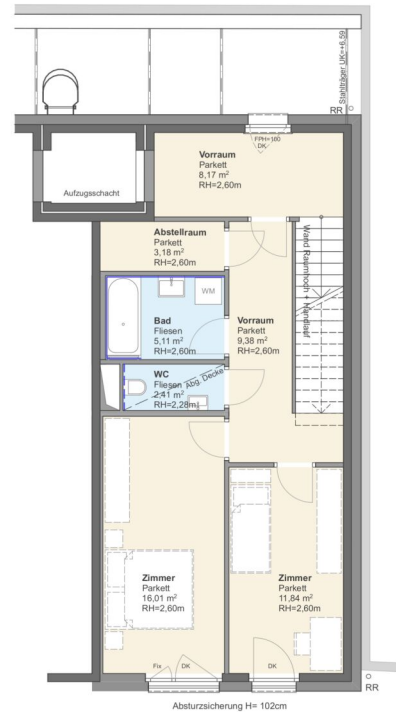 Stahlträger UK=+6,59
RR
FPH=100
DK
Vorraum
Parkett
8,17 m²
RH=2,60m
Aufzugsschacht
Abstellraum
Parkett
3,18 m²
RH=2,60m
Wand Raumhoch + Handlauf
WM
Bad
Fliesen
5,11 m²
RH=2,60m
Vorraum
Parkett
9,38 m²
RH=2,60m
WC
Fliesen
2,41 m²
RH=2,28m
Abg. Decke
Zimmer
Parkett
16,01 m²
RH=2,60m
Zimmer
Parkett
11,84 m²
RH=2,60m
Fix
DK
DK
RR
Absturzsicherung H= 102cm